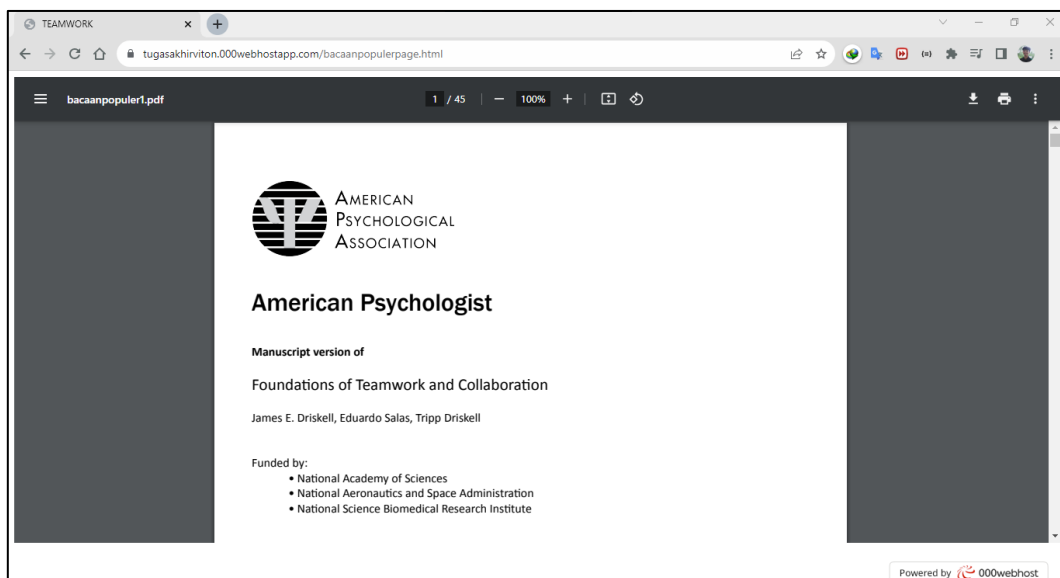 TEAMWORK
tugasakhirviton.000webhostapp.com/bacaanpopulerpage.html
bacaanpopuler1.pdf 1 / 45 100%
AMERICAN
PSYCHOLOGICAL
ASSOCIATION
American Psychologist
Manuscript version of
Foundations of Teamwork and Collaboration
James E. Driskell, Eduardo Salas, Tripp Driskell
Funded by:
• National Academy of Sciences
• National Aeronautics and Space Administration
• National Science Biomedical Research Institute
Powered by 000webhost